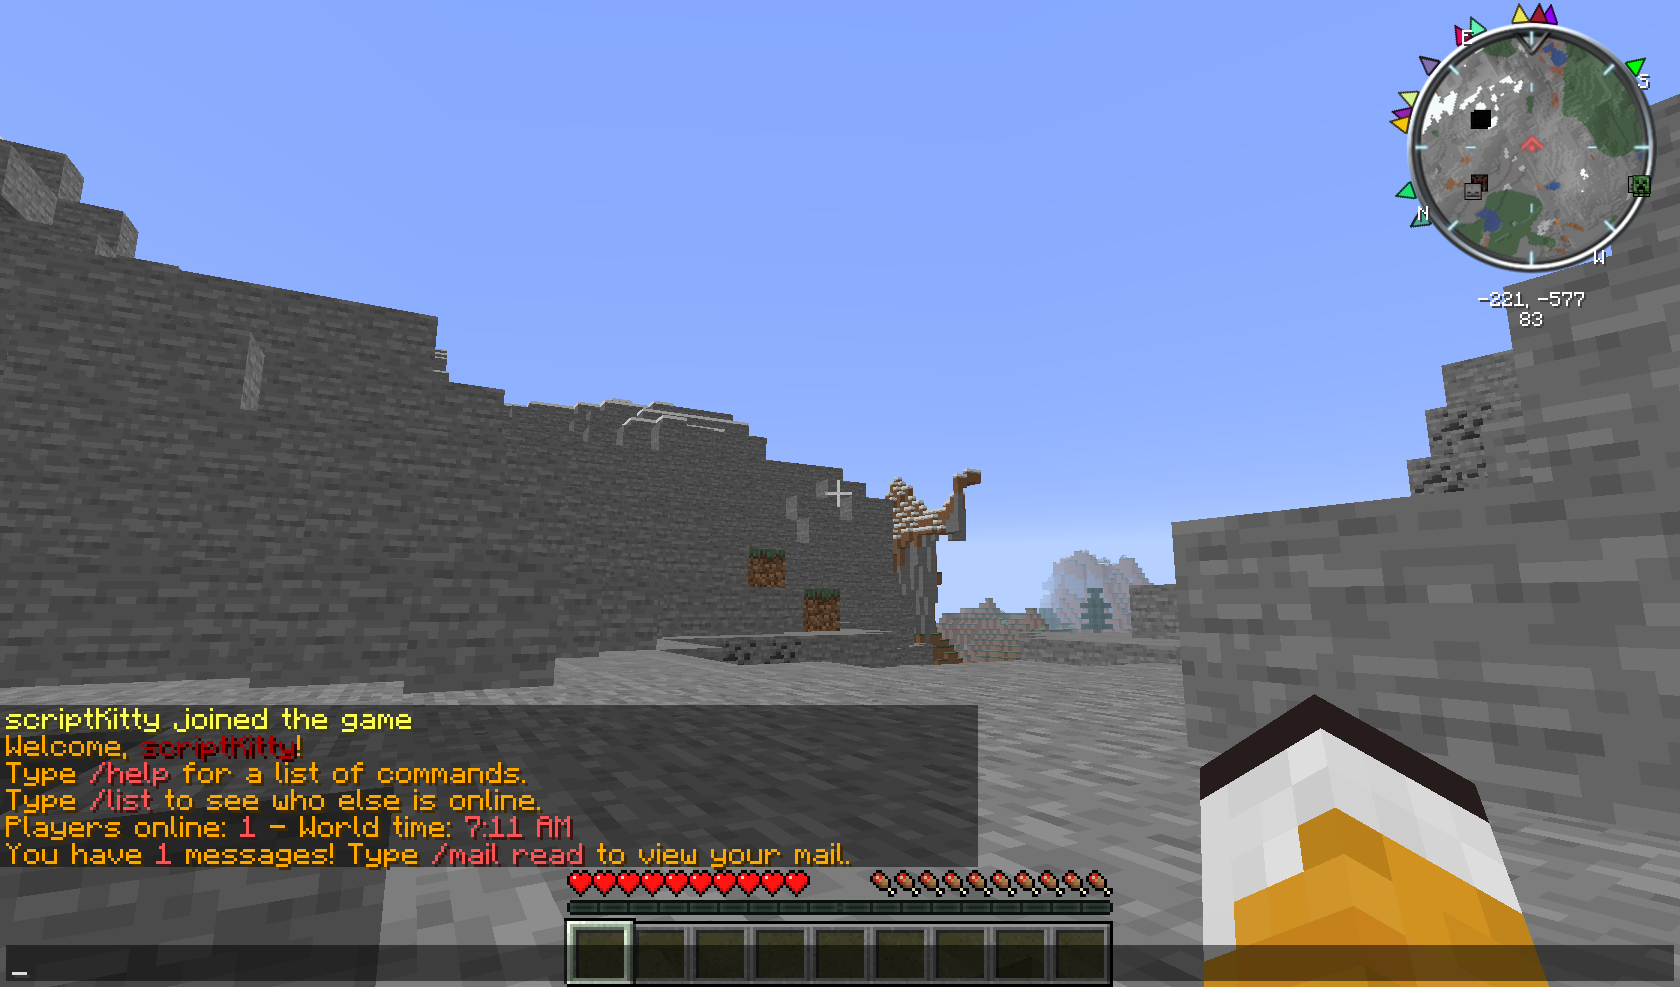 E
S
N
W
-221, -577
83
scriptKitty joined the game
Welcome, scriptKitty!
Type /help for a list of commands.
Type /list to see who else is online.
Players online: 1 - World time: 7:11 AM
You have 1 messages! Type /mail read to view your mail.
_